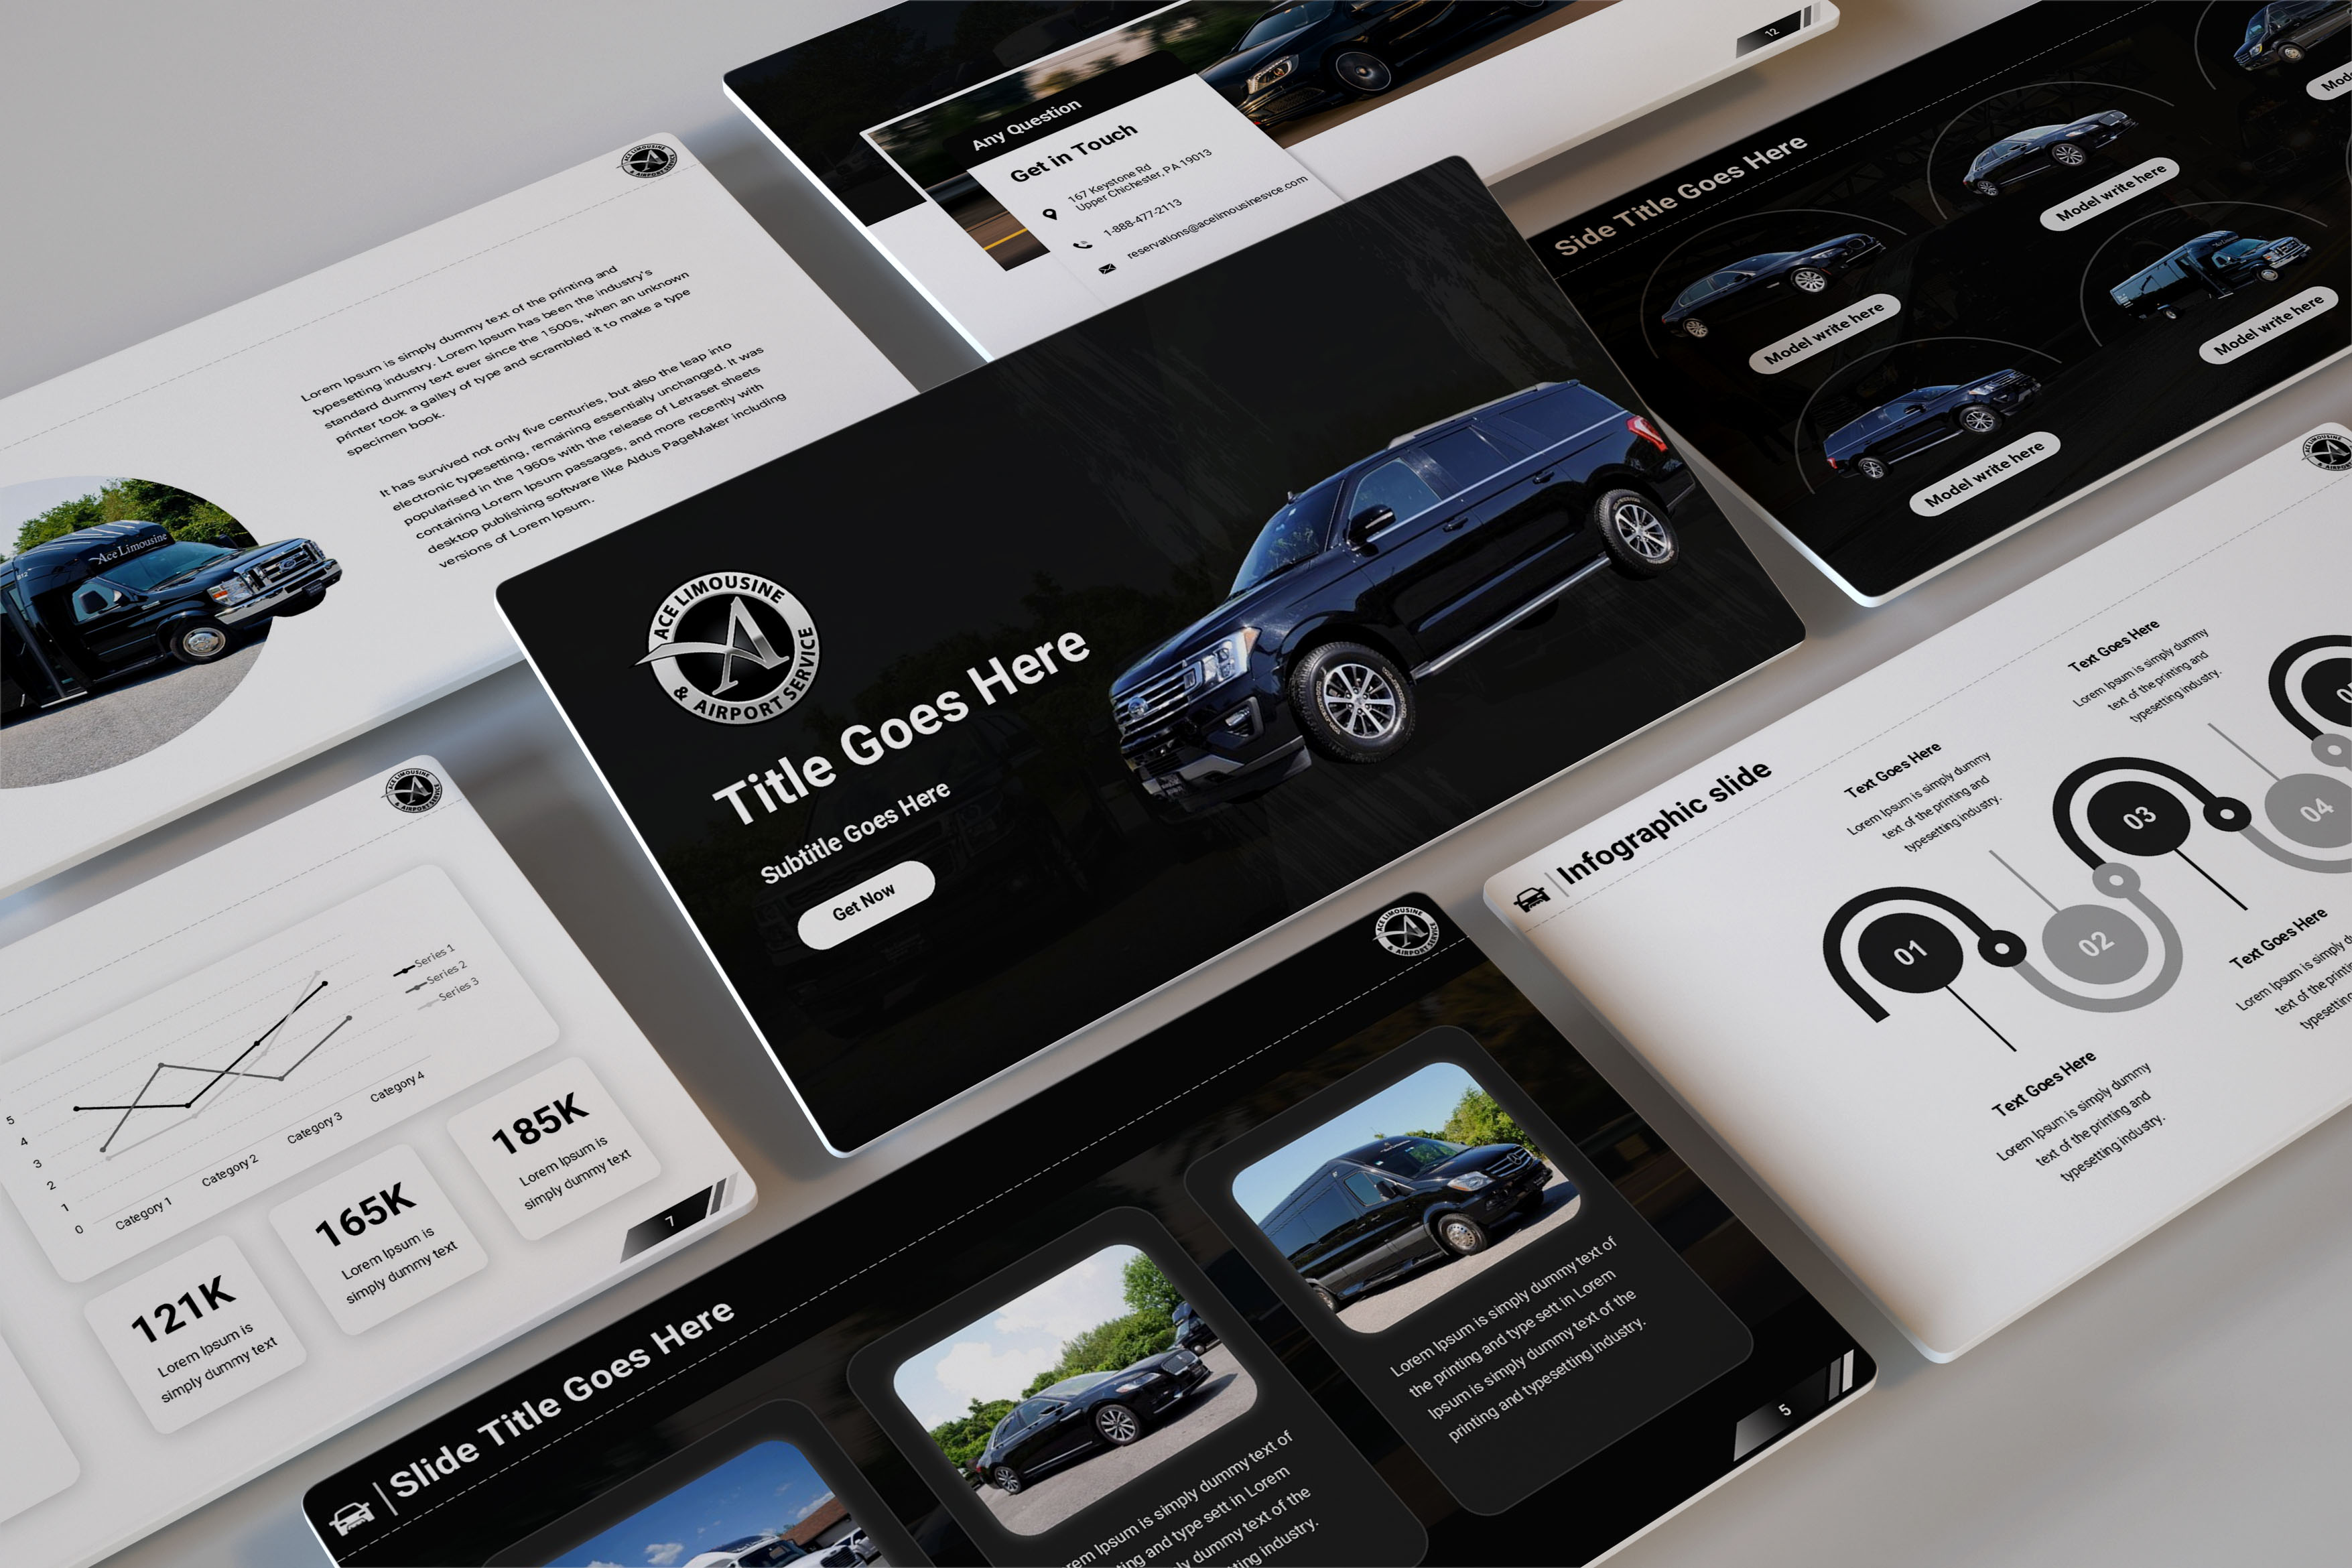 ACE LIMOUSINE
& AIRPORT SERVICE
Lorem Ipsum is simply dummy text of the printing and
typesetting industry. Lorem Ipsum has been the industry's
standard dummy text ever since the 1500s, when an unknown
printer took a galley of type and scrambled it to make a type
specimen book.
It has survived not only five centuries, but also the leap into
electronic typesetting, remaining essentially unchanged. It was
popularised in the 1960s with the release of Letraset sheets
containing Lorem Ipsum passages, and more recently with
desktop publishing software like Aldus PageMaker including
versions of Lorem Ipsum.
Ace Limousine
Any Question
Get in Touch
167 Keystone Rd
Upper Chichester, PA 19013
1-888-477-2113
reservations@acelimousinesvce.com
12
Side Title Goes Here
Model write here
Model write here
Model write here
Model write here
ACE LIMOUSINE
& AIRPORT SERVICE
Title Goes Here
Subtitle Goes Here
Get Now
ACE LIMOUSINE
& AIRPORT SERVICE
Series 1
Series 2
Series 3
5
4
3
2
1
0
Category 1
Category 2
Category 3
Category 4
121K
Lorem Ipsum is
simply dummy text
165K
Lorem Ipsum is
simply dummy text
185K
Lorem Ipsum is
simply dummy text
7
Infographic slide
Text Goes Here
Lorem Ipsum is simply dummy
text of the printing and
typesetting industry.
Text Goes Here
Lorem Ipsum is simply dummy
text of the printing and
typesetting industry.
01
02
03
04
Text Goes Here
Lorem Ipsum is simply dummy
text of the printing and
typesetting industry.
Text Goes Here
Lorem Ipsum is simply
text of the printing
typesetting
ACE LIMOUSINE
& AIRPORT SERVICE
Slide Title Goes Here
Ipsum is simply dummy text of
and type sett in Lorem
dummy text of the
industry.
Lorem Ipsum is simply dummy text of
the printing and type sett in Lorem
Ipsum is simply dummy text of the
printing and typesetting industry.
5